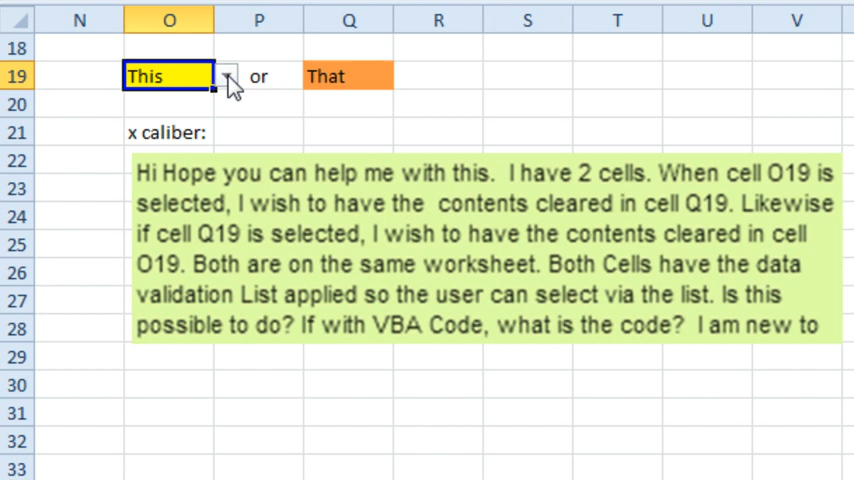 N O P Q R S T U V
18
19 This or That
20
21 x caliber:
22 Hi Hope you can help me with this. I have 2 cells. When cell O19 is
23 selected, I wish to have the contents cleared in cell Q19. Likewise
24 if cell Q19 is selected, I wish to have the contents cleared in cell
25 O19. Both are on the same worksheet. Both Cells have the data
26 validation List applied so the user can select via the list. Is this
27 possible to do? If with VBA Code, what is the code? I am new to
28
29
30
31
32
33